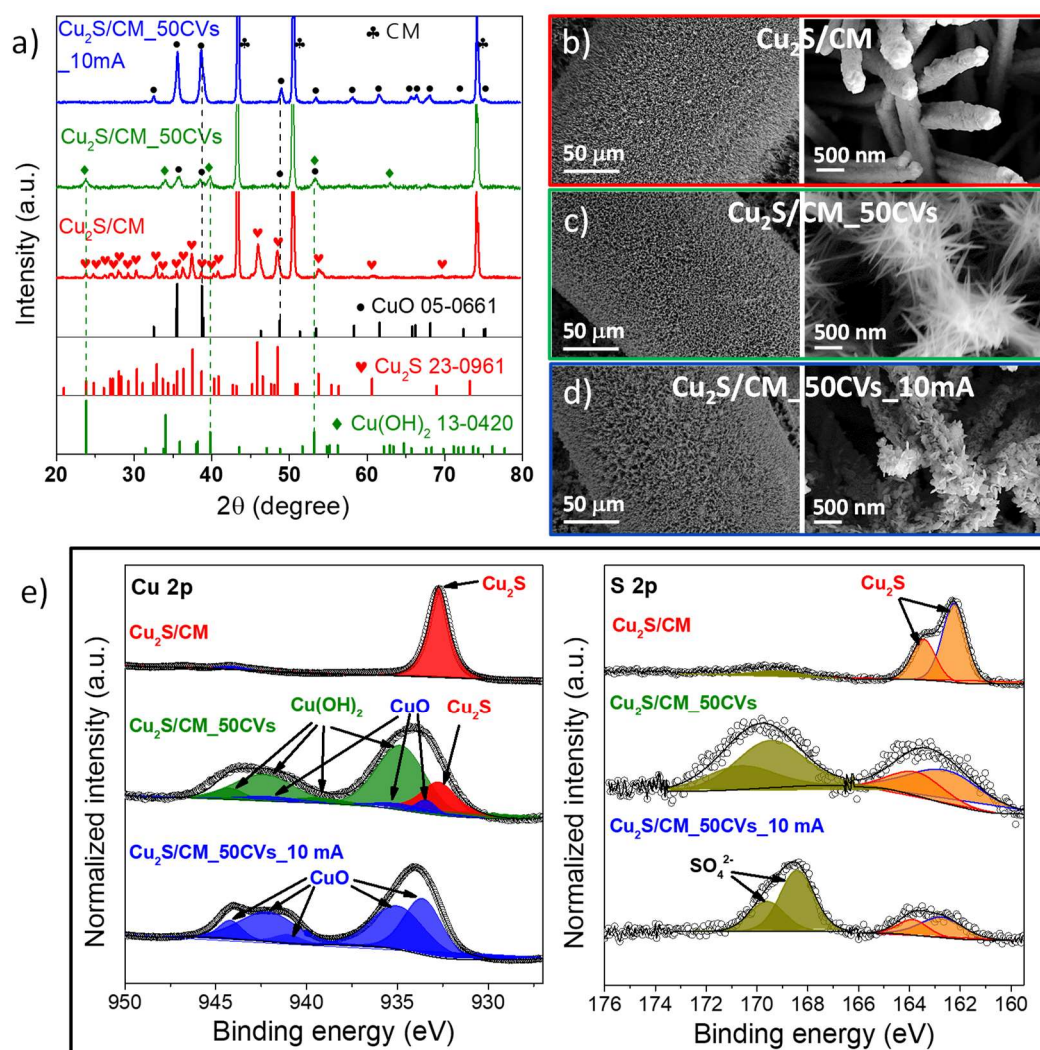 a)
Cu₂S/CM_50CVs
_10mA
♣ CM
Cu₂S/CM_50CVs
Cu₂S/CM
● CuO 05-0661
♥ Cu₂S 23-0961
♦ Cu(OH)₂ 13-0420
Intensity (a.u.)
20 30 40 50 60 70 80
2θ (degree)
b)
Cu₂S/CM
50 µm
500 nm
c)
Cu₂S/CM_50CVs
50 µm
500 nm
d)
Cu₂S/CM_50CVs_10mA
50 µm
500 nm
e)
Cu 2p
Cu₂S
Cu₂S/CM
Cu₂S/CM_50CVs
Cu(OH)₂
CuO
Cu₂S
Cu₂S/CM_50CVs_10 mA
CuO
Normalized intensity (a.u.)
950 945 940 935 930
Binding energy (eV)
S 2p
Cu₂S
Cu₂S/CM
Cu₂S/CM_50CVs
Cu₂S/CM_50CVs_10 mA
SO₄²⁻
Normalized intensity (a.u.)
176 174 172 170 168 166 164 162 160
Binding energy (eV)